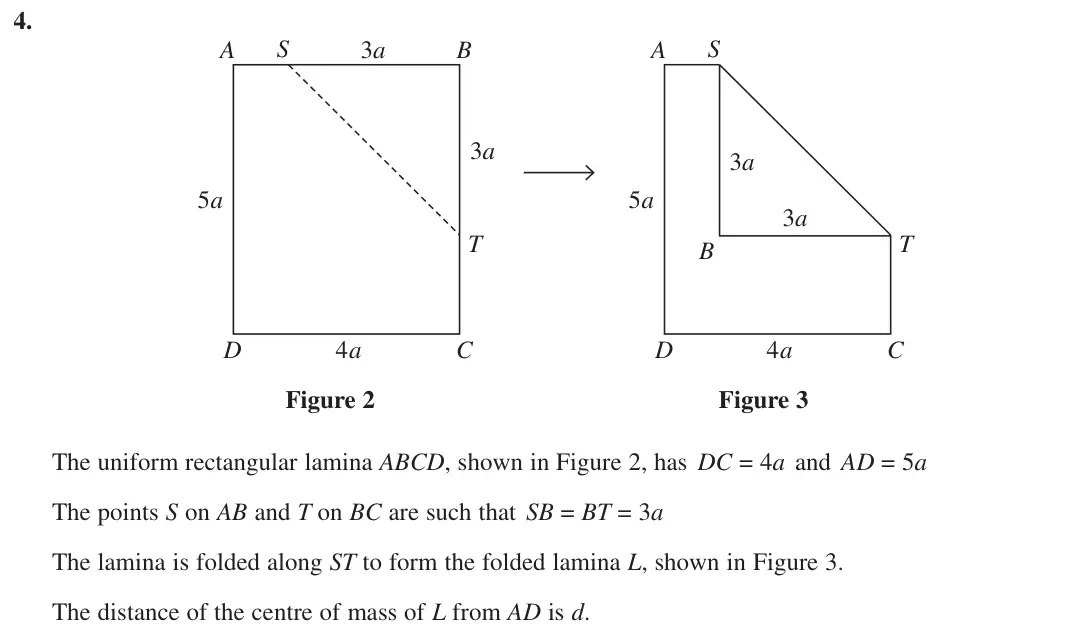 4.
A S 3a B
A S
3a
3a
5a
5a
3a
T
B T
D 4a C
D 4a C
Figure 2
Figure 3
The uniform rectangular lamina ABCD, shown in Figure 2, has DC = 4a and AD = 5a
The points S on AB and T on BC are such that SB = BT = 3a
The lamina is folded along ST to form the folded lamina L, shown in Figure 3.
The distance of the centre of mass of L from AD is d.